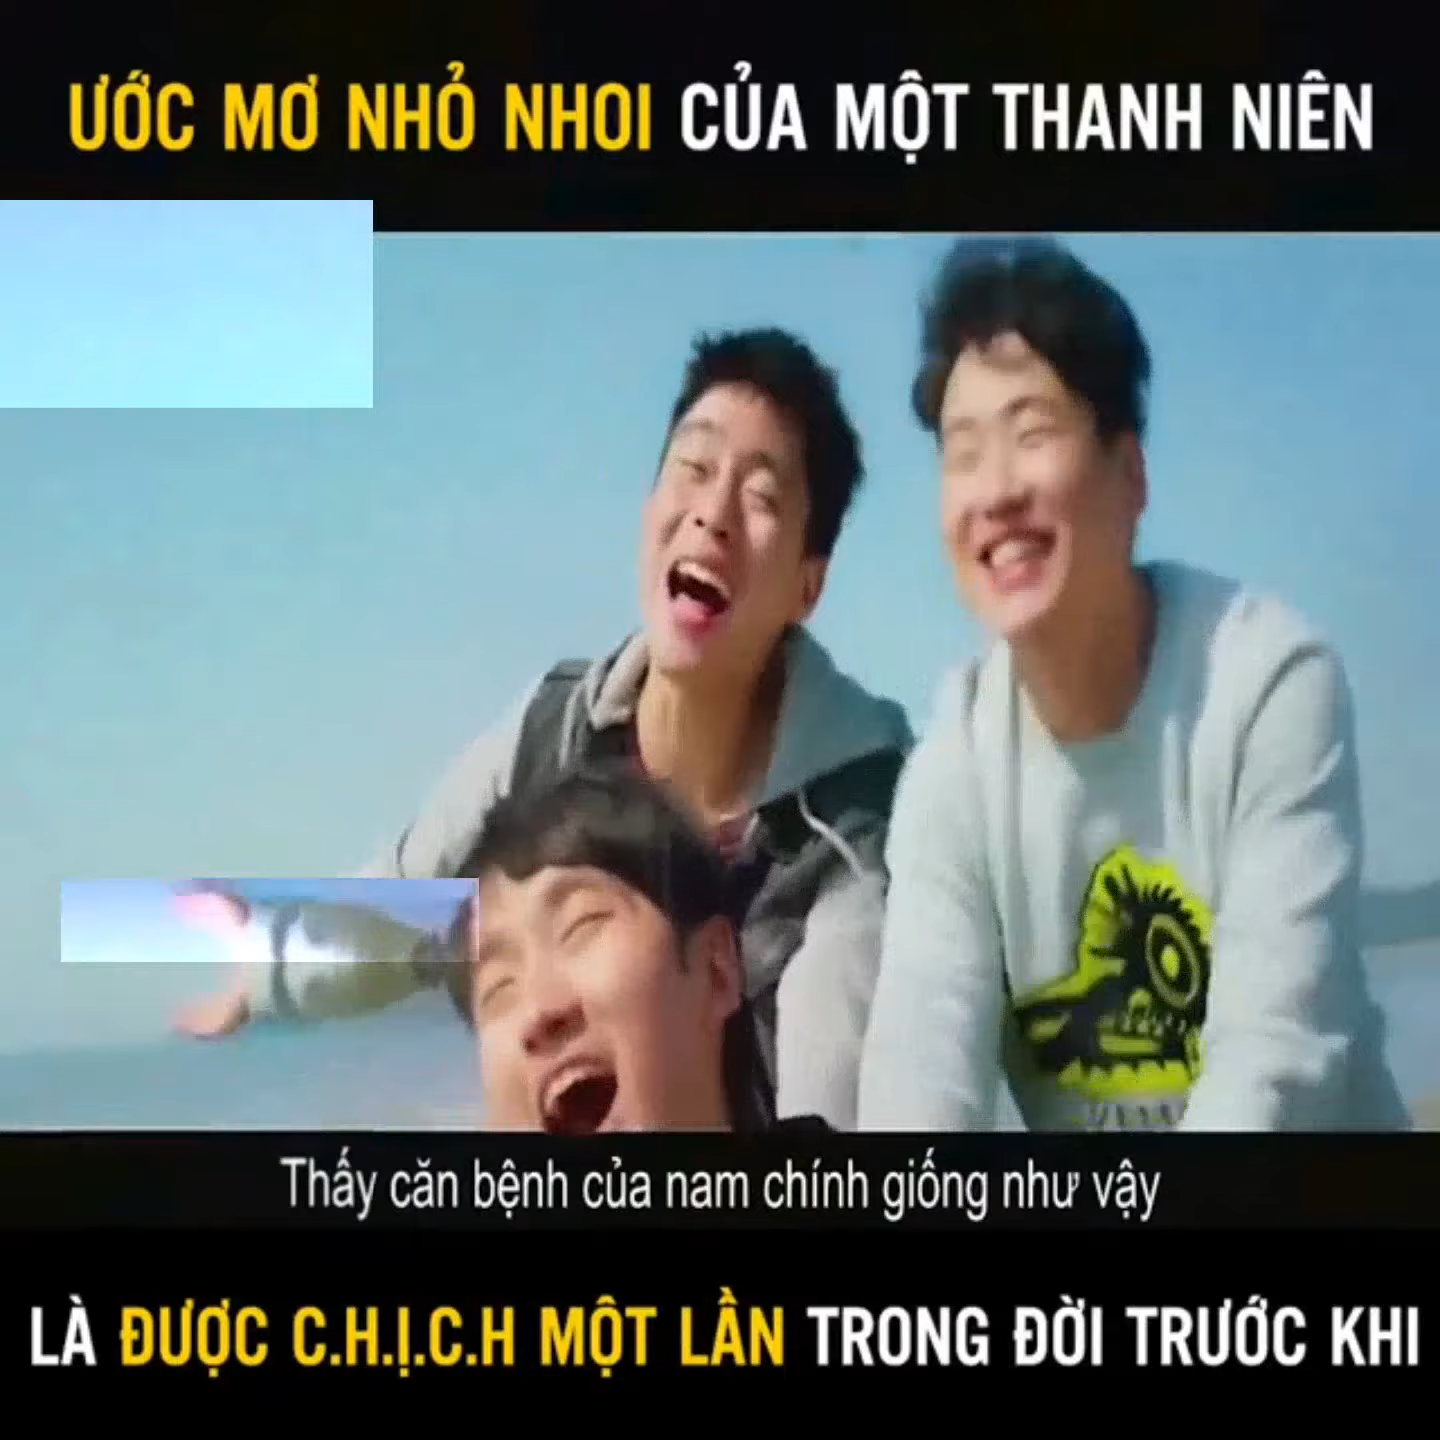 ƯỚC MƠ NHỎ NHOI CỦA MỘT THANH NIÊN
Thấy căn bệnh của nam chính giống như vậy
LÀ ĐƯỢC C.H.Ị.C.H MỘT LẦN TRONG ĐỜI TRƯỚC KHI